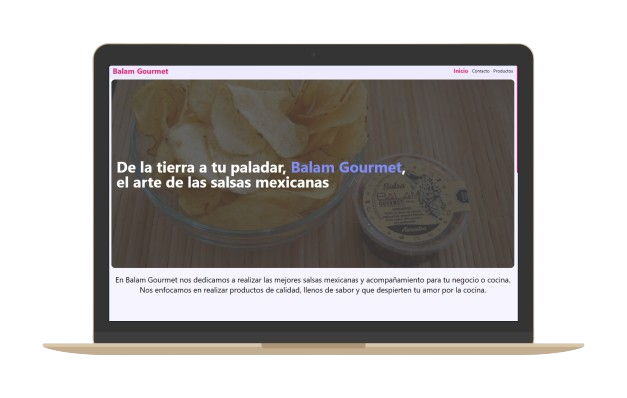 Balam Gourmet
Inicio Contacto Productos
De la tierra a tu paladar, Balam Gourmet,
el arte de las salsas mexicanas
Salsa
BALAM
En Balam Gourmet nos dedicamos a realizar las mejores salsas mexicanas y acompañamiento para tu negocio o cocina.
Nos enfocamos en realizar productos de calidad, llenos de sabor y que despierten tu amor por la cocina.